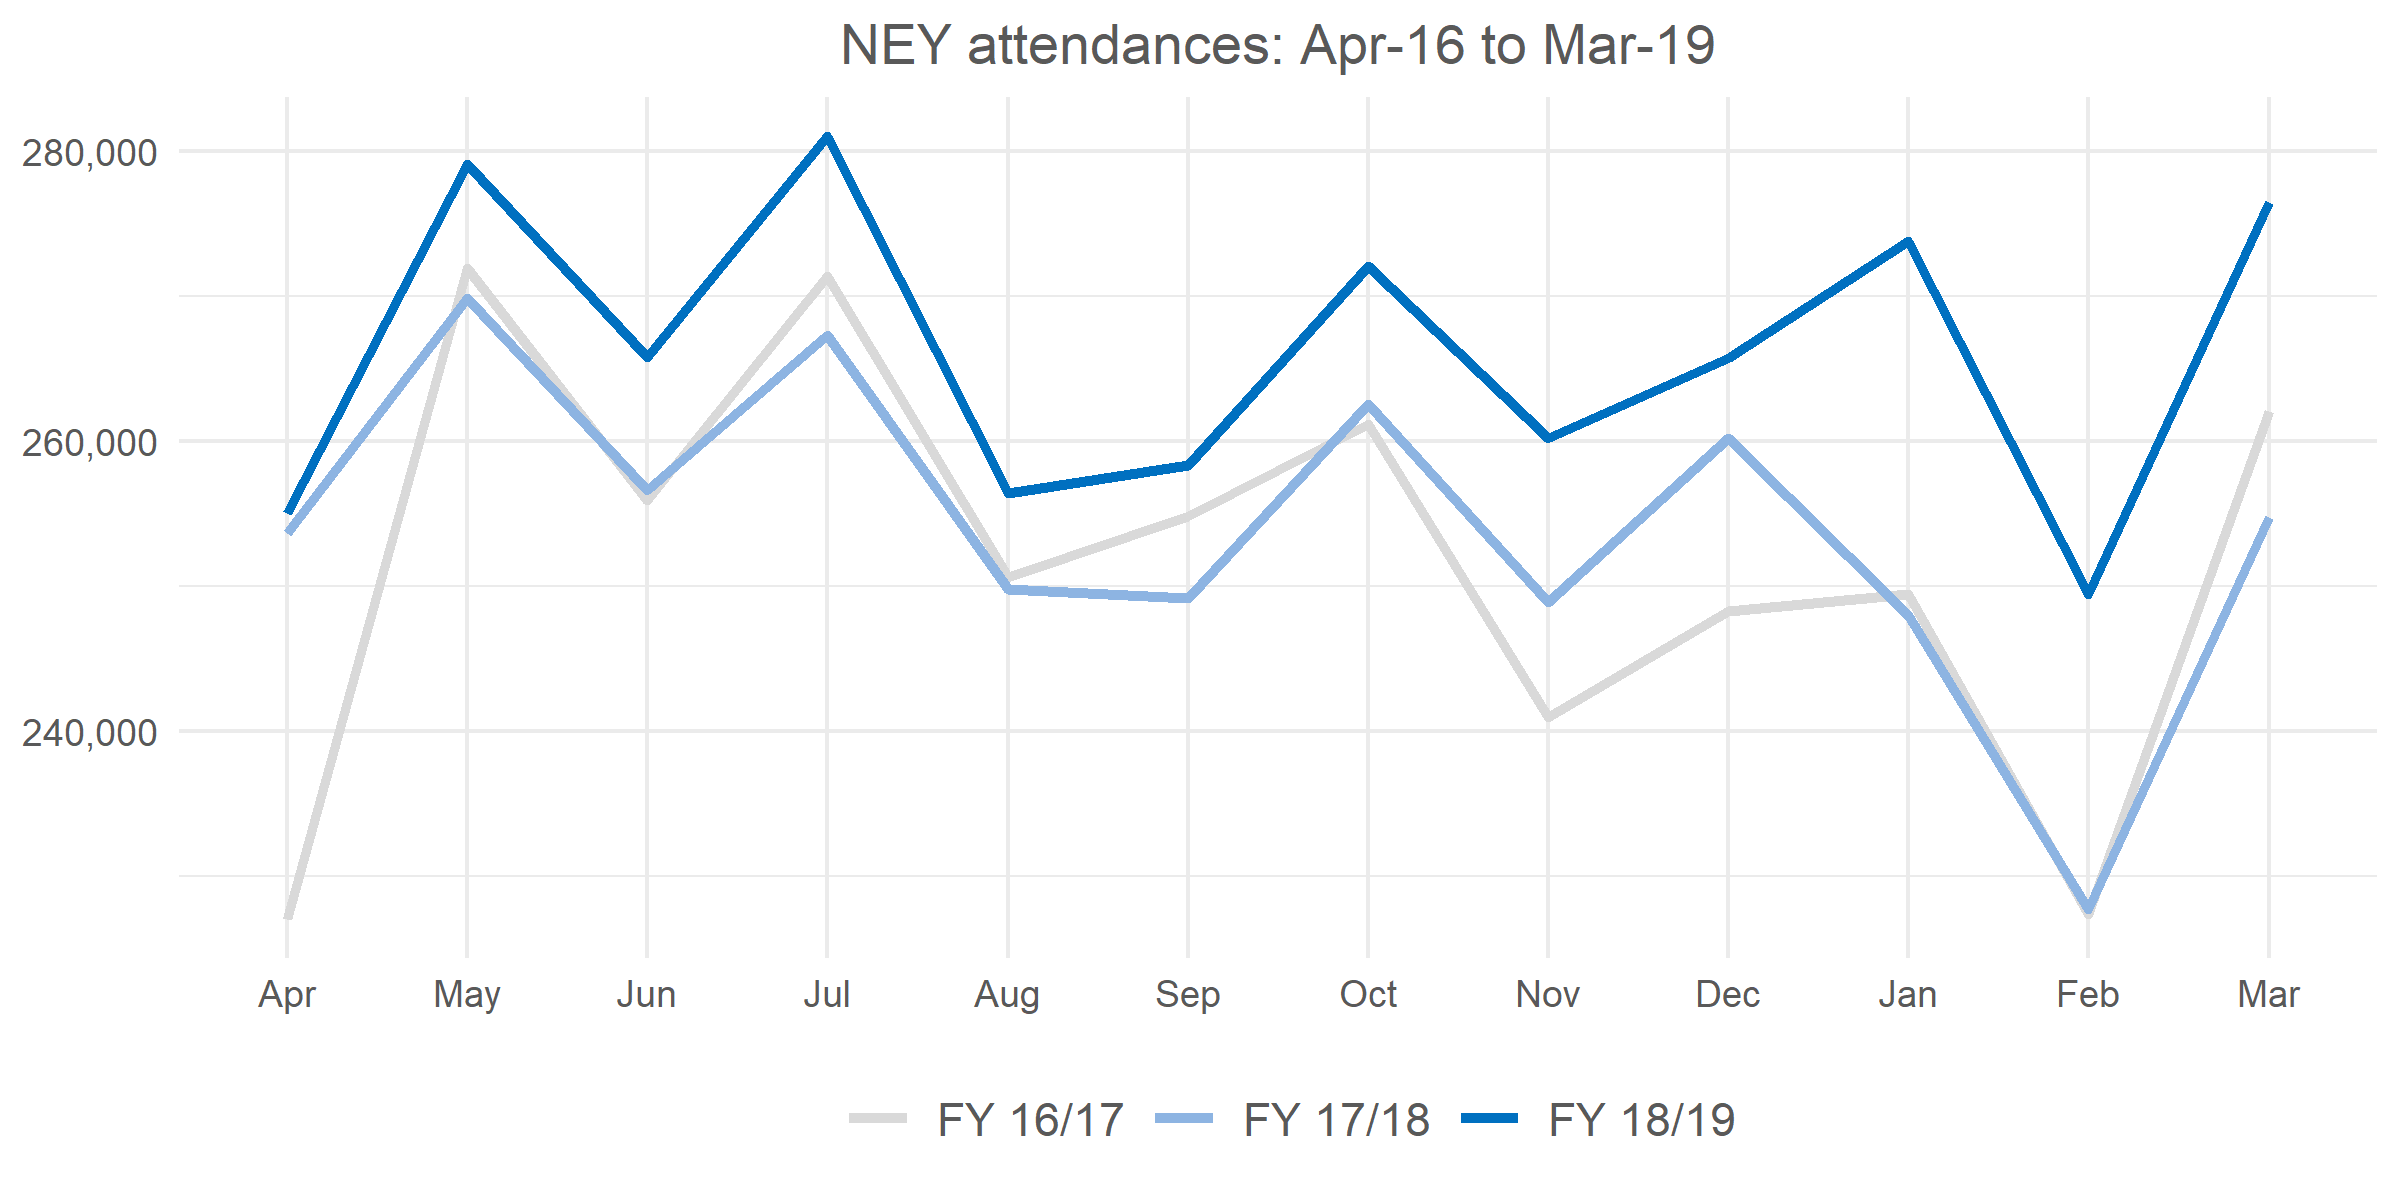 NEY attendances: Apr-16 to Mar-19
280,000
260,000
240,000
Apr May Jun Jul Aug Sep Oct Nov Dec Jan Feb Mar
FY 16/17 FY 17/18 FY 18/19